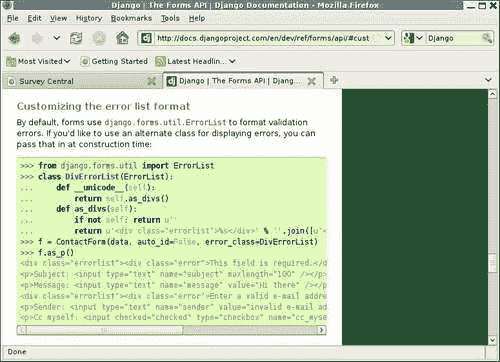 Django | The Forms API | Django Documentation - Mozilla Firefox
File Edit View History Bookmarks Tools Help
http://docs.djangoproject.com/en/dev/ref/forms/api/#cust
Django
Most Visited Getting Started Latest Headlin...
Survey Central
Django | The Forms API | Djang...
Customizing the error list format
By default, forms use django.forms.util.ErrorList to format validation
errors. If you'd like to use an alternate class for displaying errors, you can
pass that in at construction time:
>>> from django.forms.util import ErrorList
>>> class DivErrorList(ErrorList):
... def __unicode__(self):
... return self.as_divs()
... def as_divs(self):
... if not self: return u''
... return u'<div class="errorlist">%s</div>' % ''.join([u'<
>>> f = ContactForm(data, auto_id=False, error_class=DivErrorList)
>>> f.as_p()
<div class="errorlist"><div class="error">This field is required.</d
<p>Subject: <input type="text" name="subject" maxlength="100" /></p>
<p>Message: <input type="text" name="message" value="Hi there" /></p
<div class="errorlist"><div class="error">Enter a valid e-mail addre
<p>Sender: <input type="text" name="sender" value="invalid e-mail ad
<p>Cc myself: <input checked="checked" type="checkbox" name="cc_myse
Done